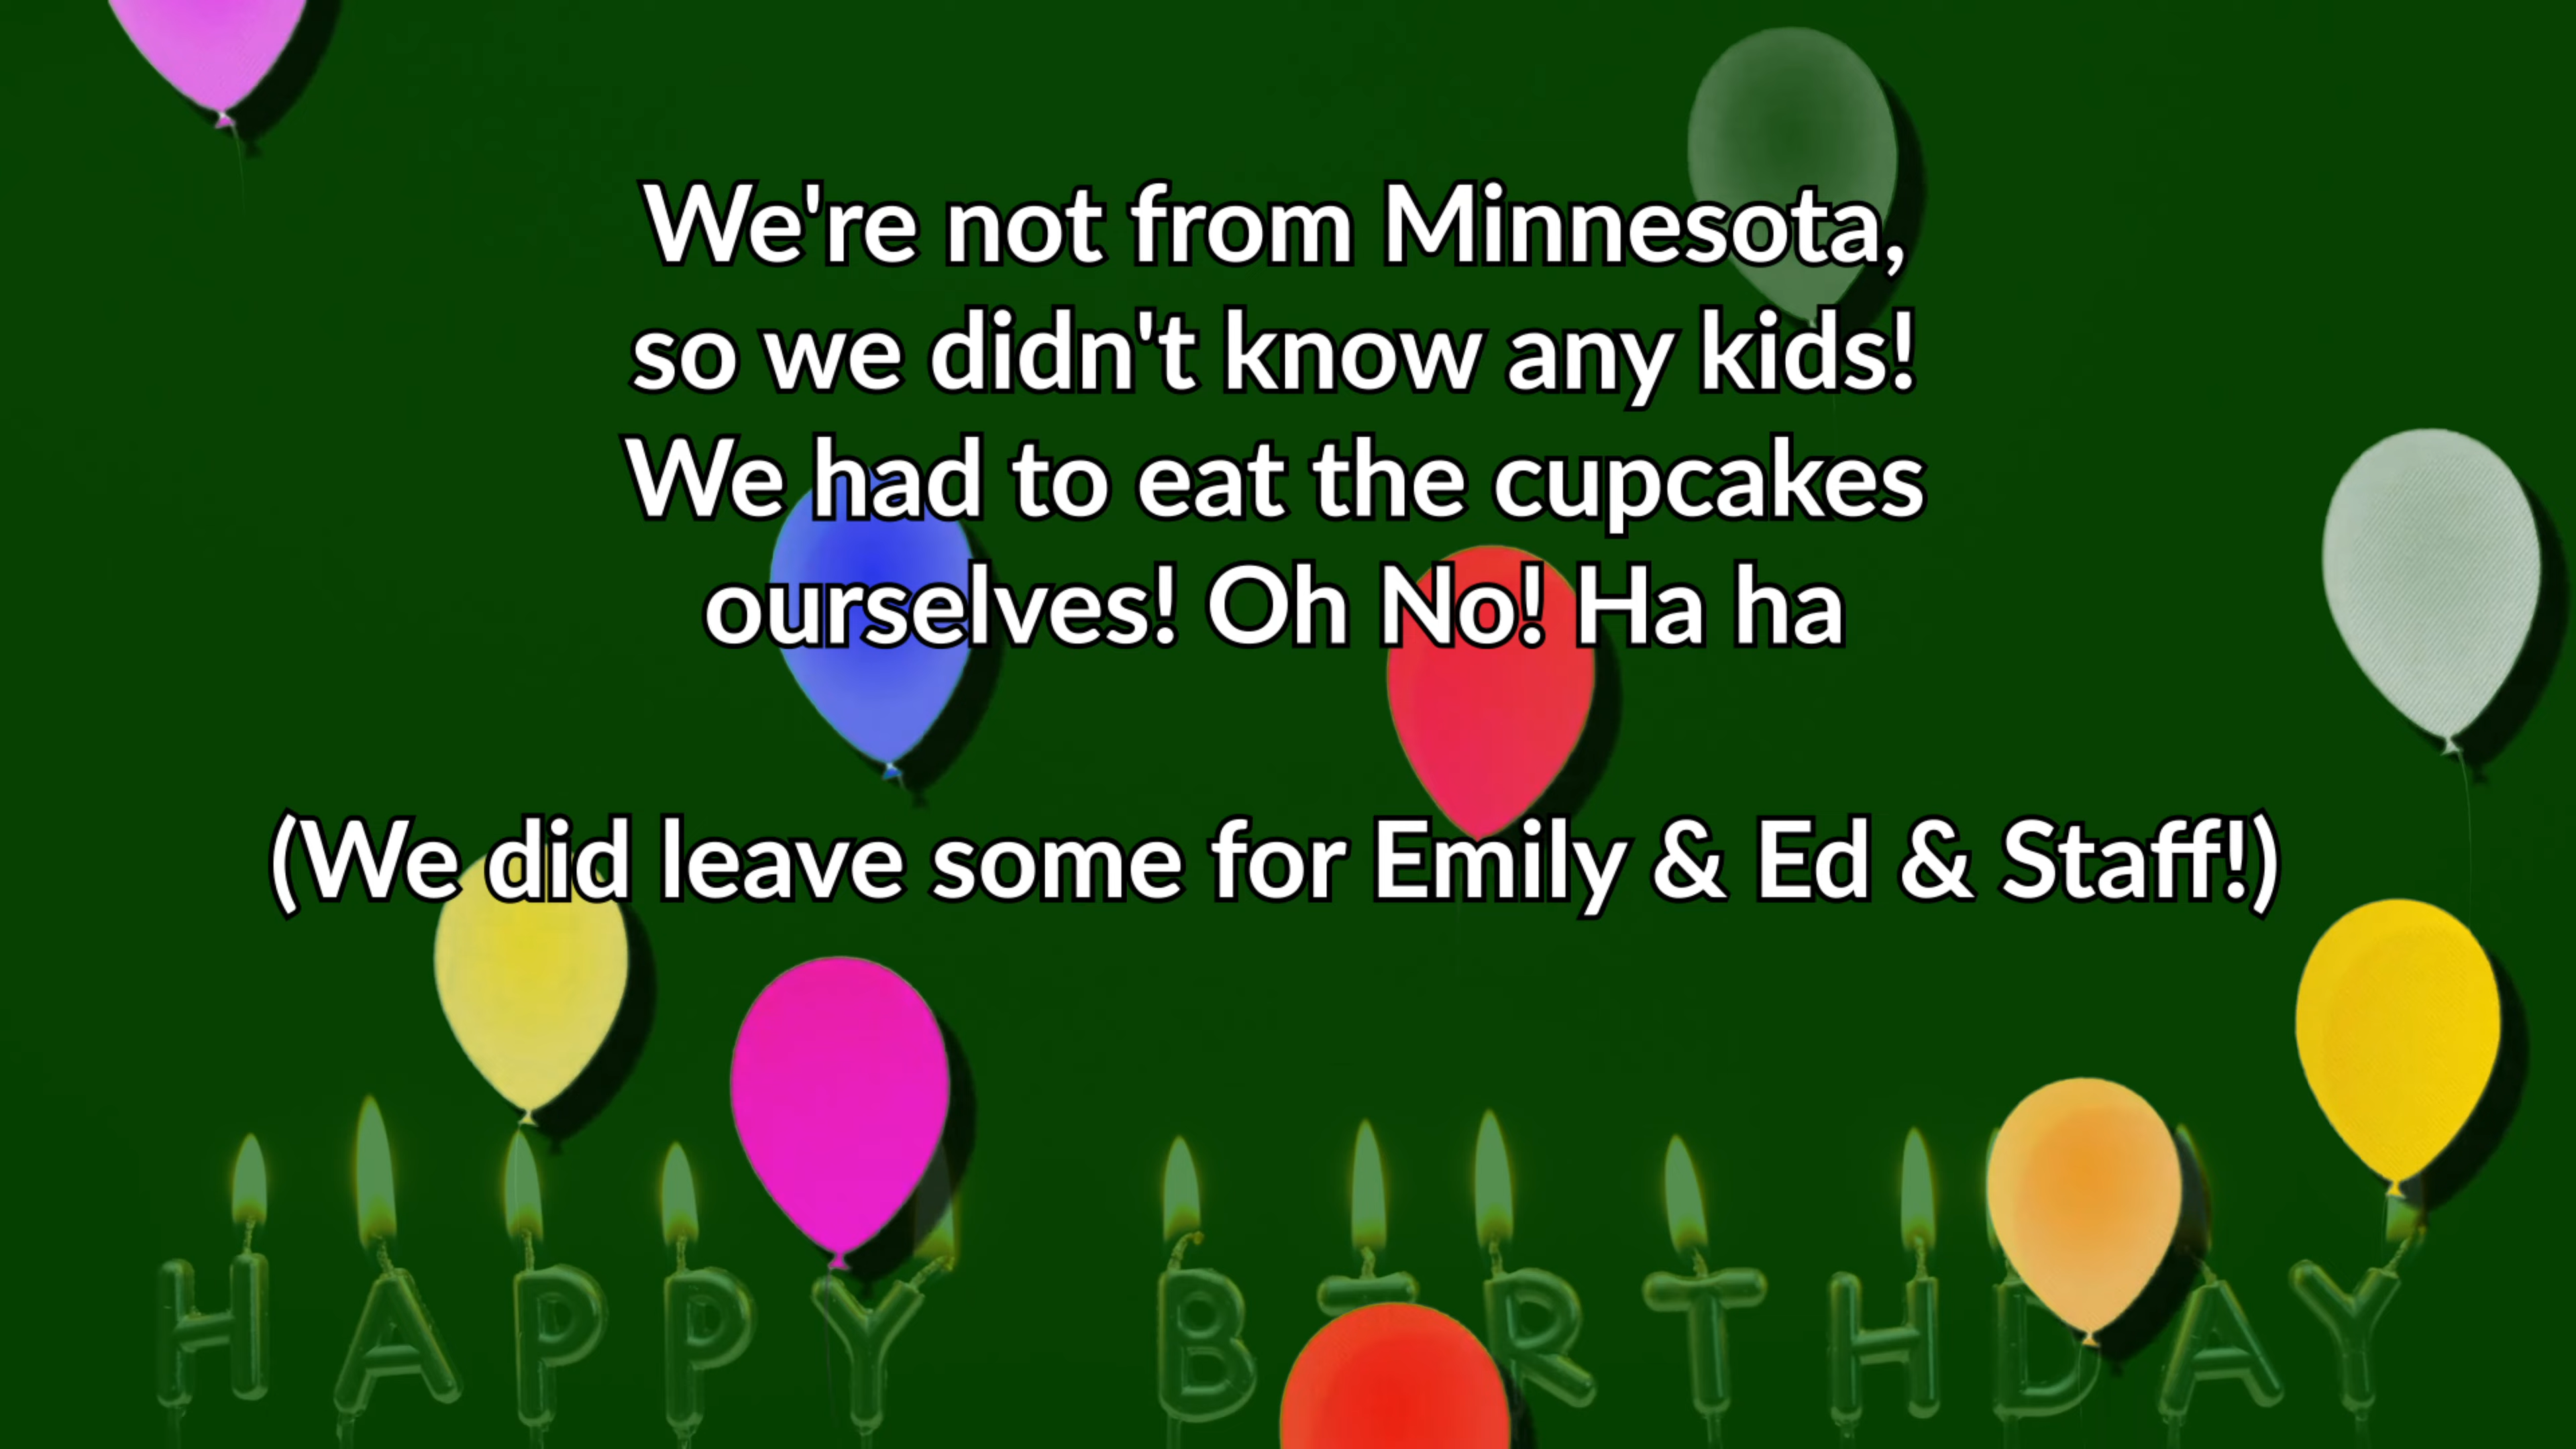 We're not from Minnesota,
so we didn't know any kids!
We had to eat the cupcakes
ourselves! Oh No! Ha ha
(We did leave some for Emily & Ed & Staff!)
HAPPY BIRTHDAY